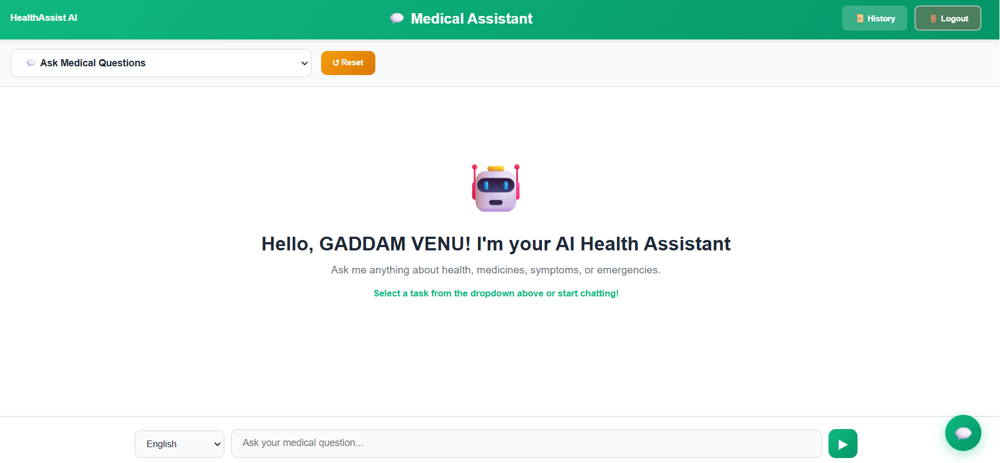 HealthAssist AI
Medical Assistant
History
Logout
Ask Medical Questions
↺ Reset
Hello, GADDAM VENU! I'm your AI Health Assistant
Ask me anything about health, medicines, symptoms, or emergencies.
Select a task from the dropdown above or start chatting!
English
Ask your medical question...